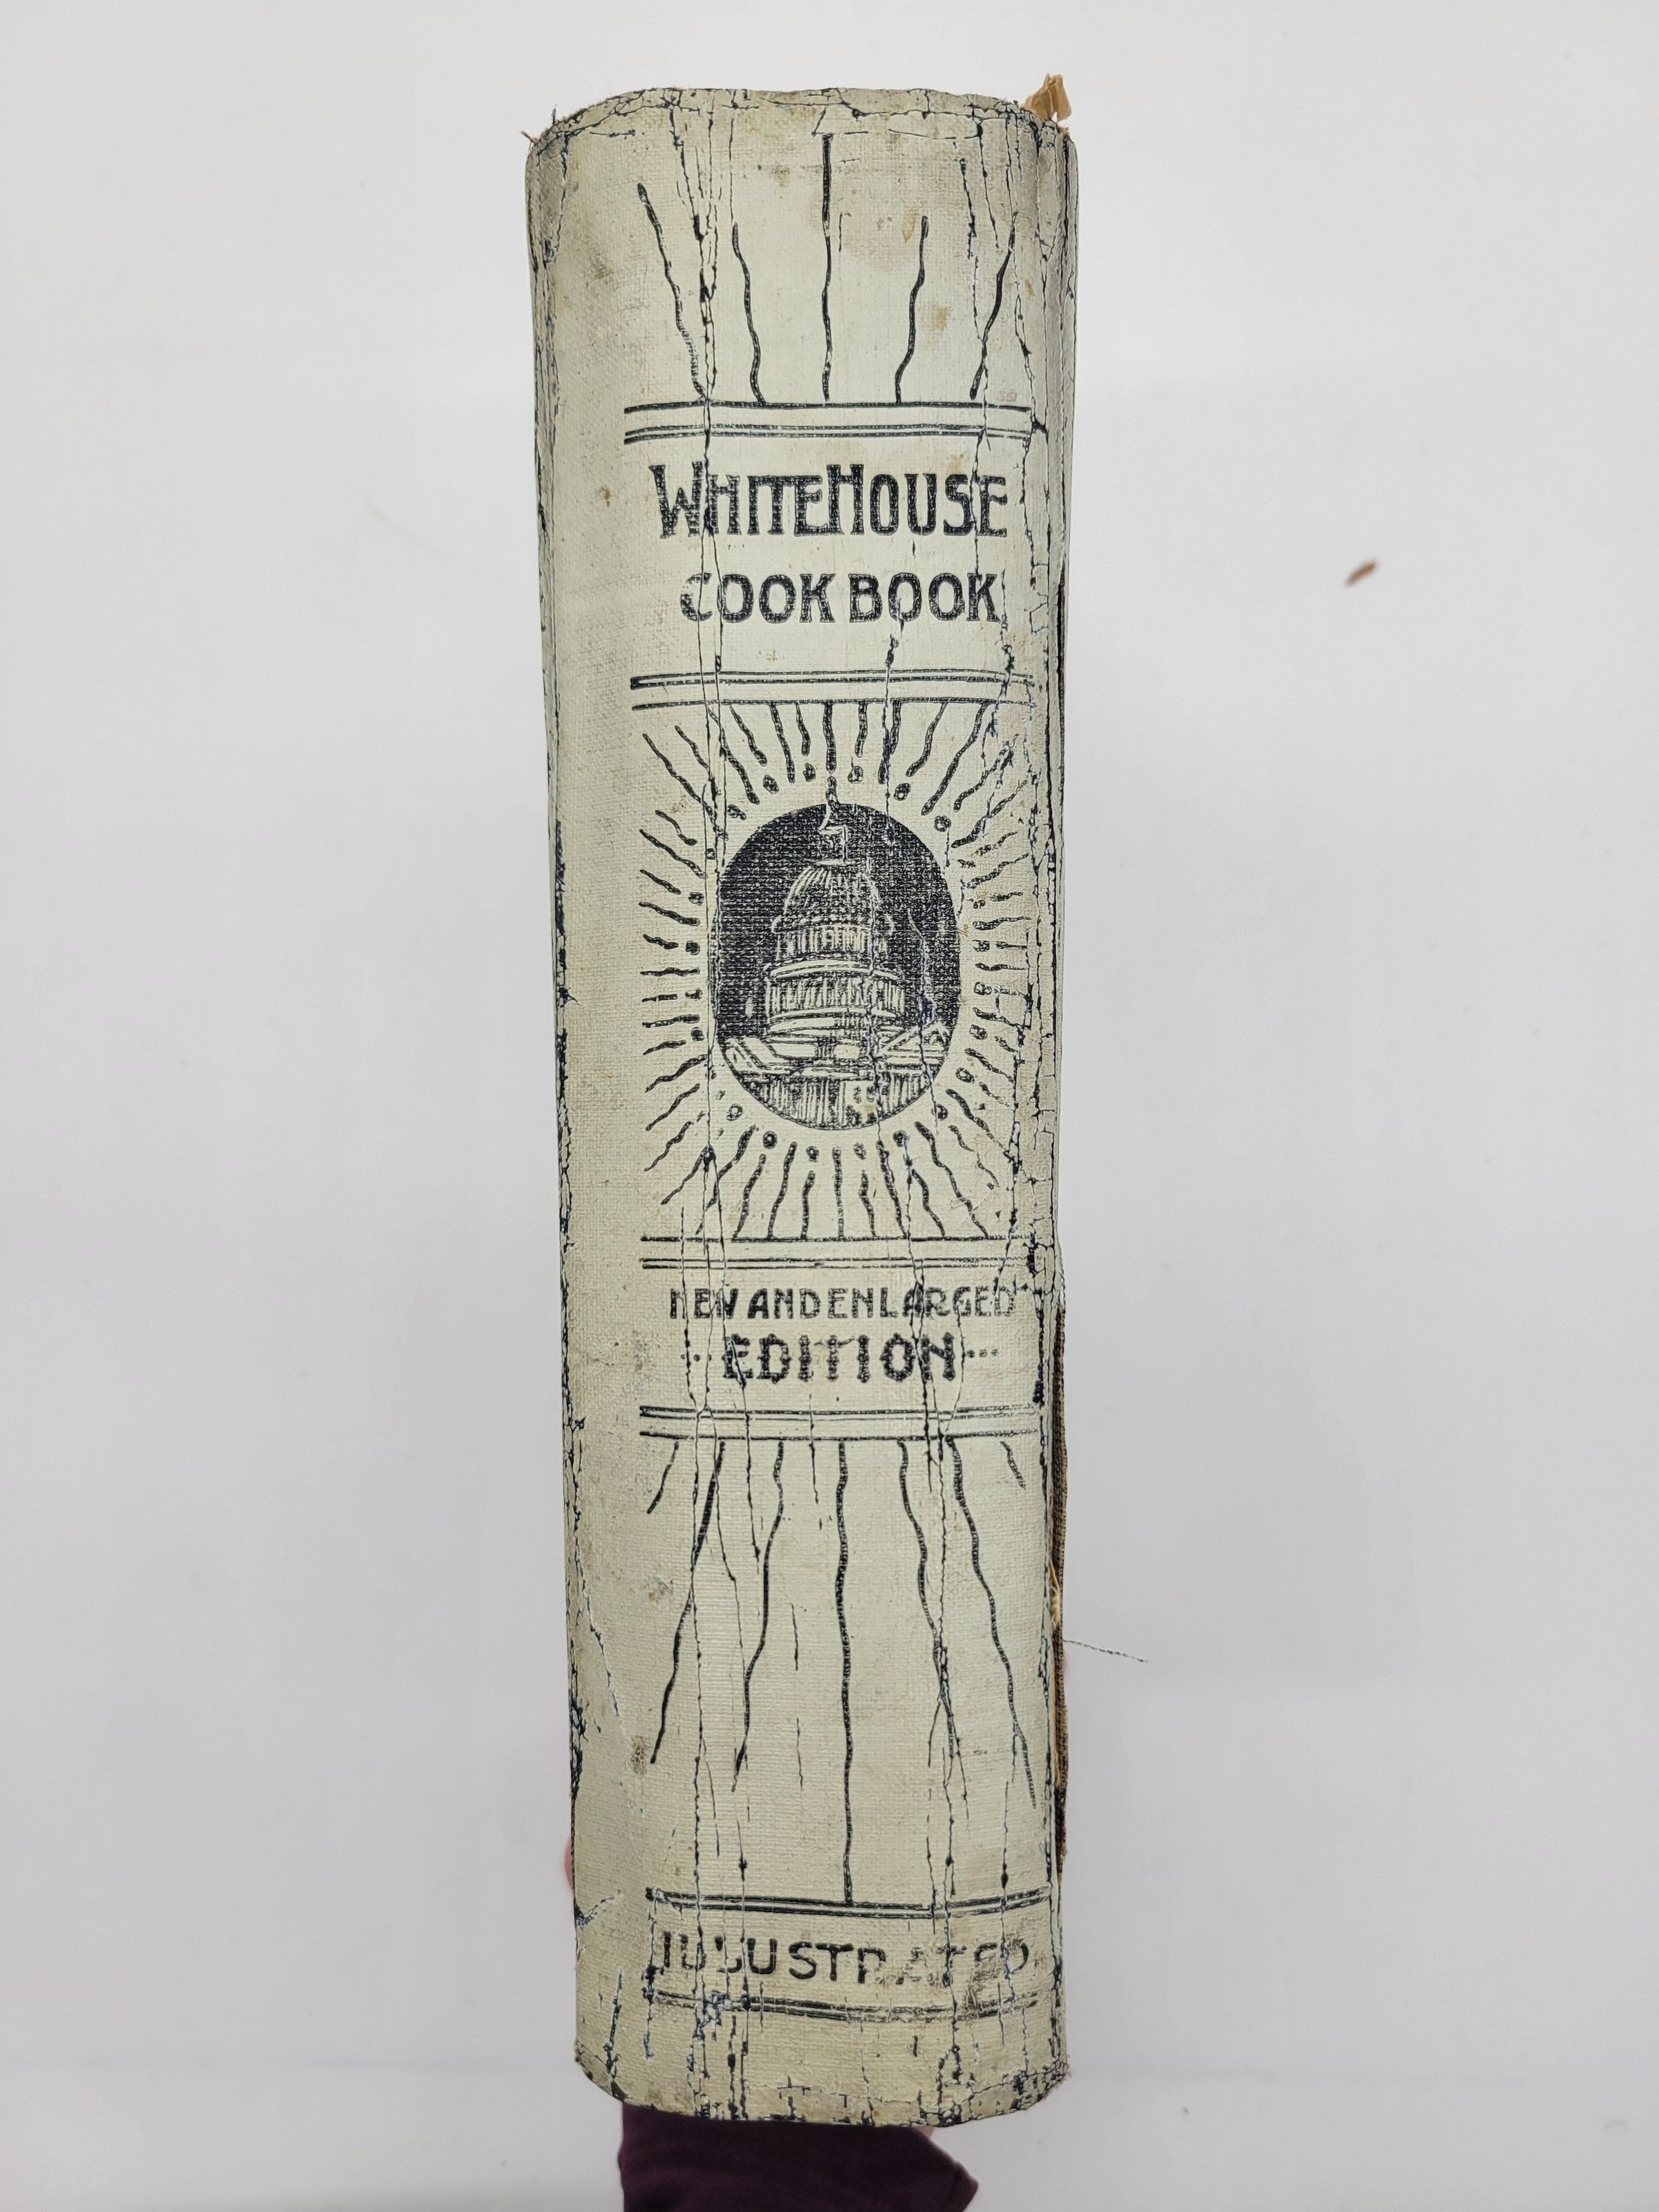 WHITEHOUSE
COOK BOOK
NEW AND ENLARGED
EDITION
ILLUSTRATED